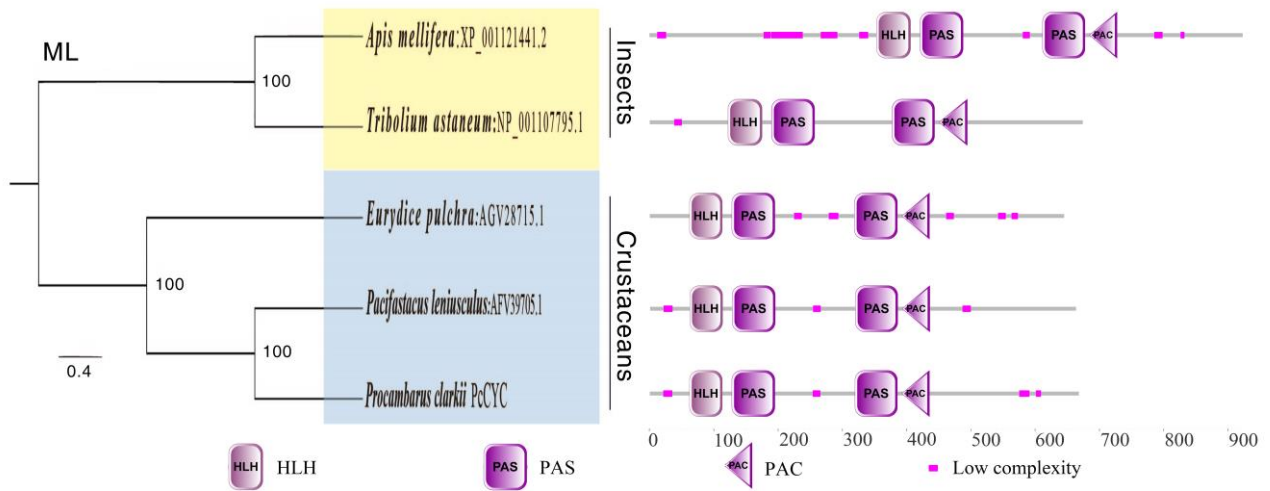 ML
Apis mellifera:XP_001121441.2
100
Tribolium astaneum:NP_001107795.1
Insects
HLH PAS PAS PAC
HLH PAS PAS PAC
Eurydice pulchra:AGV28715.1
100
Pacifastacus leniusculus:AFV39705.1
100
Procambarus clarkii PcCYC
Crustaceans
HLH PAS PAS PAC
HLH PAS PAS PAC
HLH PAS PAS PAC
0.4
0 100 200 300 400 500 600 700 800 900
HLH HLH PAS PAS PAC PAC Low complexity